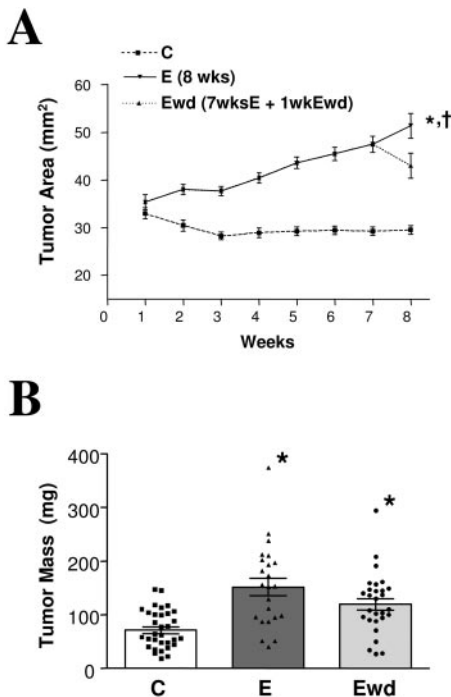 A
C
E (8 wks)
Ewd (7wksE + 1wkEwd)
Tumor Area (mm²)
60
50
40
30
20
*,†
0 1 2 3 4 5 6 7 8
Weeks
B
Tumor Mass (mg)
400
300
200
100
0
*
*
C E Ewd